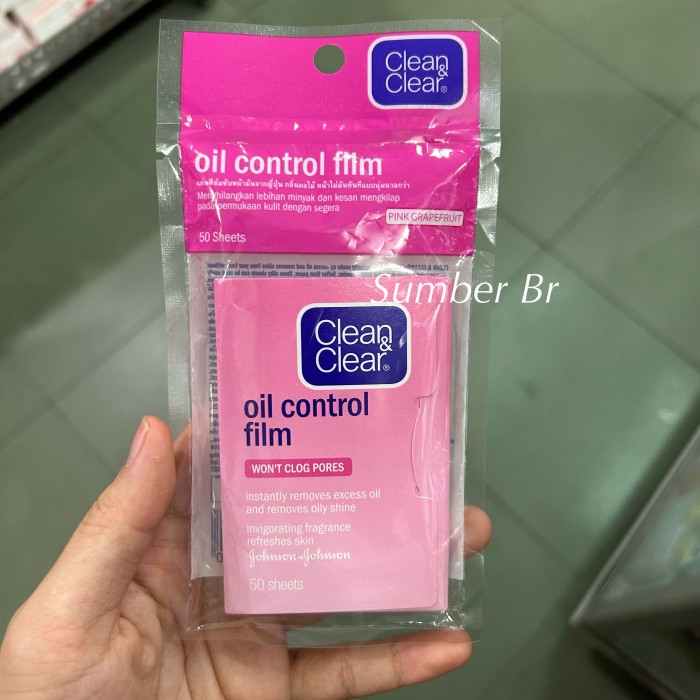 Clean
&
Clear®
oil control film
Menghilangkan lebihan minyak dan kesan mengkilap
pada permukaan kulit dengan segera
PINK GRAPEFRUIT
50 Sheets
Sumber Br
Clean
&
Clear®
oil control
film
WON'T CLOG PORES
instantly removes excess oil
and removes oily shine
invigorating fragrance
refreshes skin
Johnson & Johnson
50 sheets